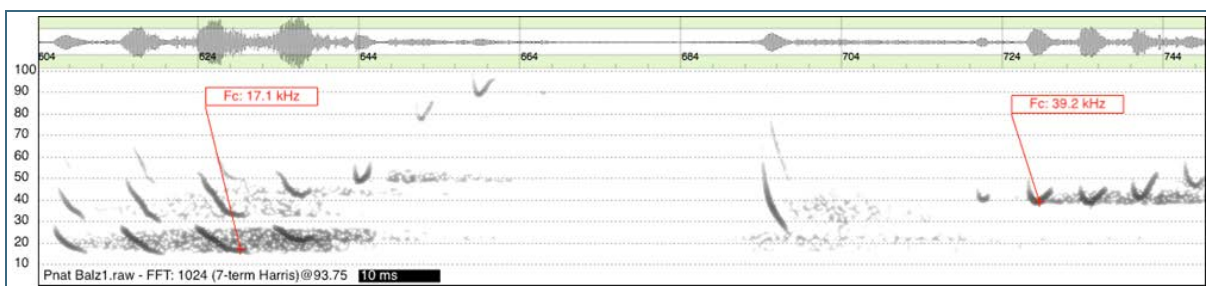 604 624 644 664 684 704 724 744
100
90 Fc: 17.1 kHz
80 Fc: 39.2 kHz
70
60
50
40
30
20
10
Pnat Balz1.raw - FFT: 1024 (7-term Harris)@93.75 10 ms